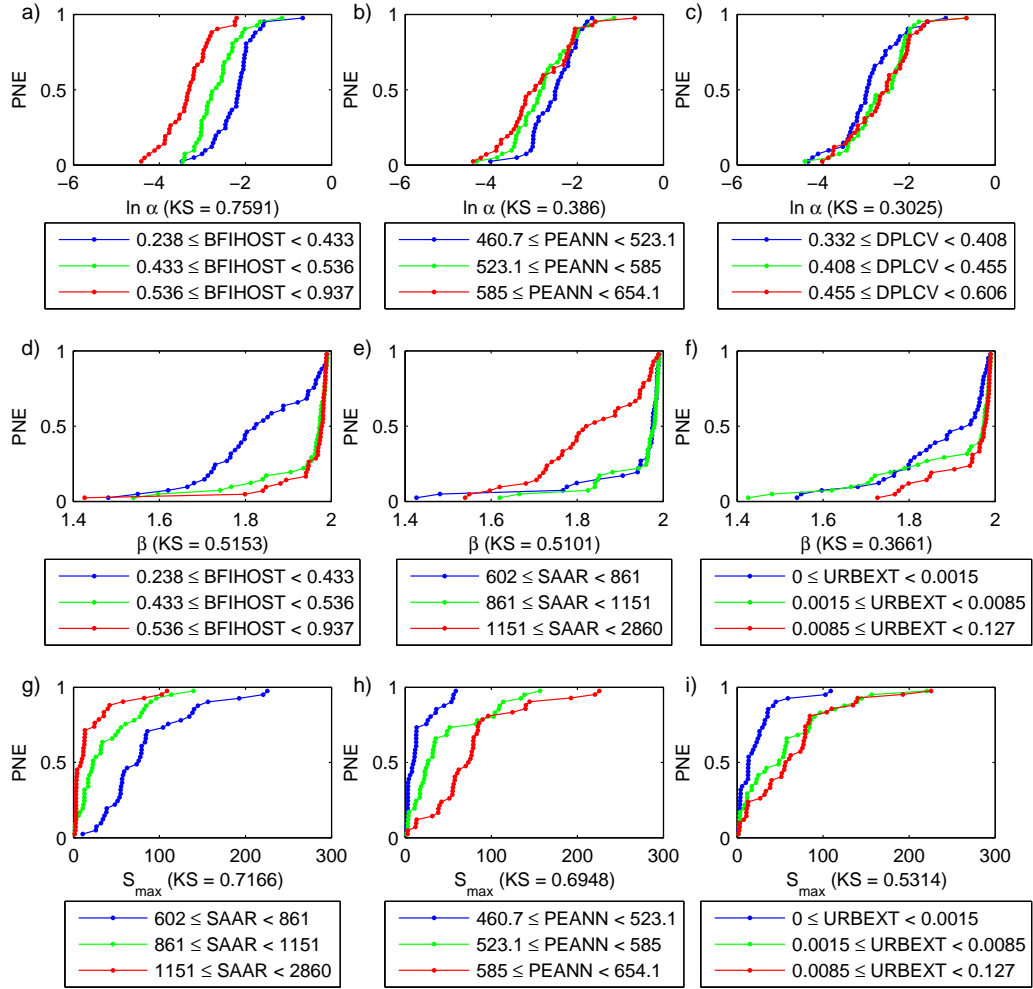 a) b) c)
PNE PNE PNE
1 1 1
0.5 0.5 0.5
0 0 0
−6 −4 −2 0 −6 −4 −2 0 −6 −4 −2 0
ln α (KS = 0.7591) ln α (KS = 0.386) ln α (KS = 0.3025)
0.238 ≤ BFIHOST < 0.433 460.7 ≤ PEANN < 523.1 0.332 ≤ DPLCV < 0.408
0.433 ≤ BFIHOST < 0.536 523.1 ≤ PEANN < 585 0.408 ≤ DPLCV < 0.455
0.536 ≤ BFIHOST < 0.937 585 ≤ PEANN < 654.1 0.455 ≤ DPLCV < 0.606
d) e) f)
PNE PNE PNE
1 1 1
0.5 0.5 0.5
0 0 0
1.4 1.6 1.8 2 1.4 1.6 1.8 2 1.4 1.6 1.8 2
β (KS = 0.5153) β (KS = 0.5101) β (KS = 0.3661)
0.238 ≤ BFIHOST < 0.433 602 ≤ SAAR < 861 0 ≤ URBEXT < 0.0015
0.433 ≤ BFIHOST < 0.536 861 ≤ SAAR < 1151 0.0015 ≤ URBEXT < 0.0085
0.536 ≤ BFIHOST < 0.937 1151 ≤ SAAR < 2860 0.0085 ≤ URBEXT < 0.127
g) h) i)
PNE PNE PNE
1 1 1
0.5 0.5 0.5
0 0 0
0 100 200 300 0 100 200 300 0 100 200 300
S_max (KS = 0.7166) S_max (KS = 0.6948) S_max (KS = 0.5314)
602 ≤ SAAR < 861 460.7 ≤ PEANN < 523.1 0 ≤ URBEXT < 0.0015
861 ≤ SAAR < 1151 523.1 ≤ PEANN < 585 0.0015 ≤ URBEXT < 0.0085
1151 ≤ SAAR < 2860 585 ≤ PEANN < 654.1 0.0085 ≤ URBEXT < 0.127